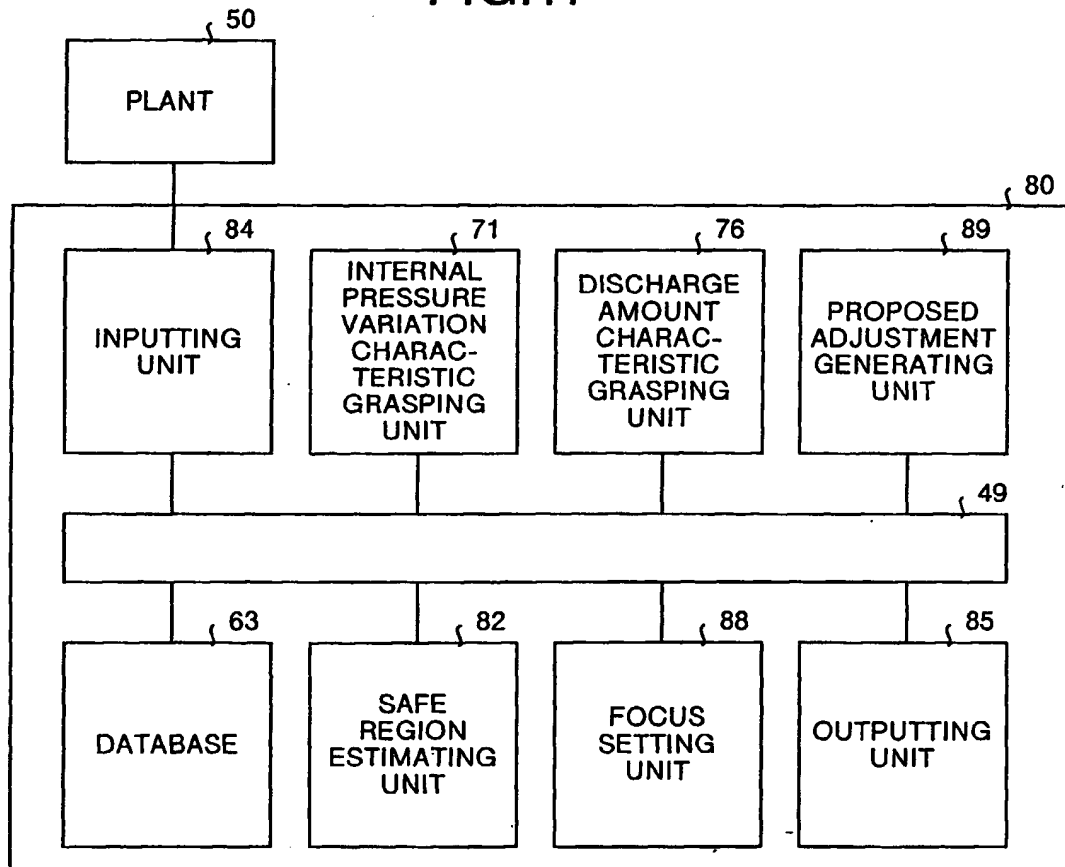 50
PLANT
80
84
INPUTTING
UNIT
71
INTERNAL
PRESSURE
VARIATION
CHARAC-
TERISTIC
GRASPING
UNIT
76
DISCHARGE
AMOUNT
CHARAC-
TERISTIC
GRASPING
UNIT
89
PROPOSED
ADJUSTMENT
GENERATING
UNIT
49
63
DATABASE
82
SAFE
REGION
ESTIMATING
UNIT
88
FOCUS
SETTING
UNIT
85
OUTPUTTING
UNIT